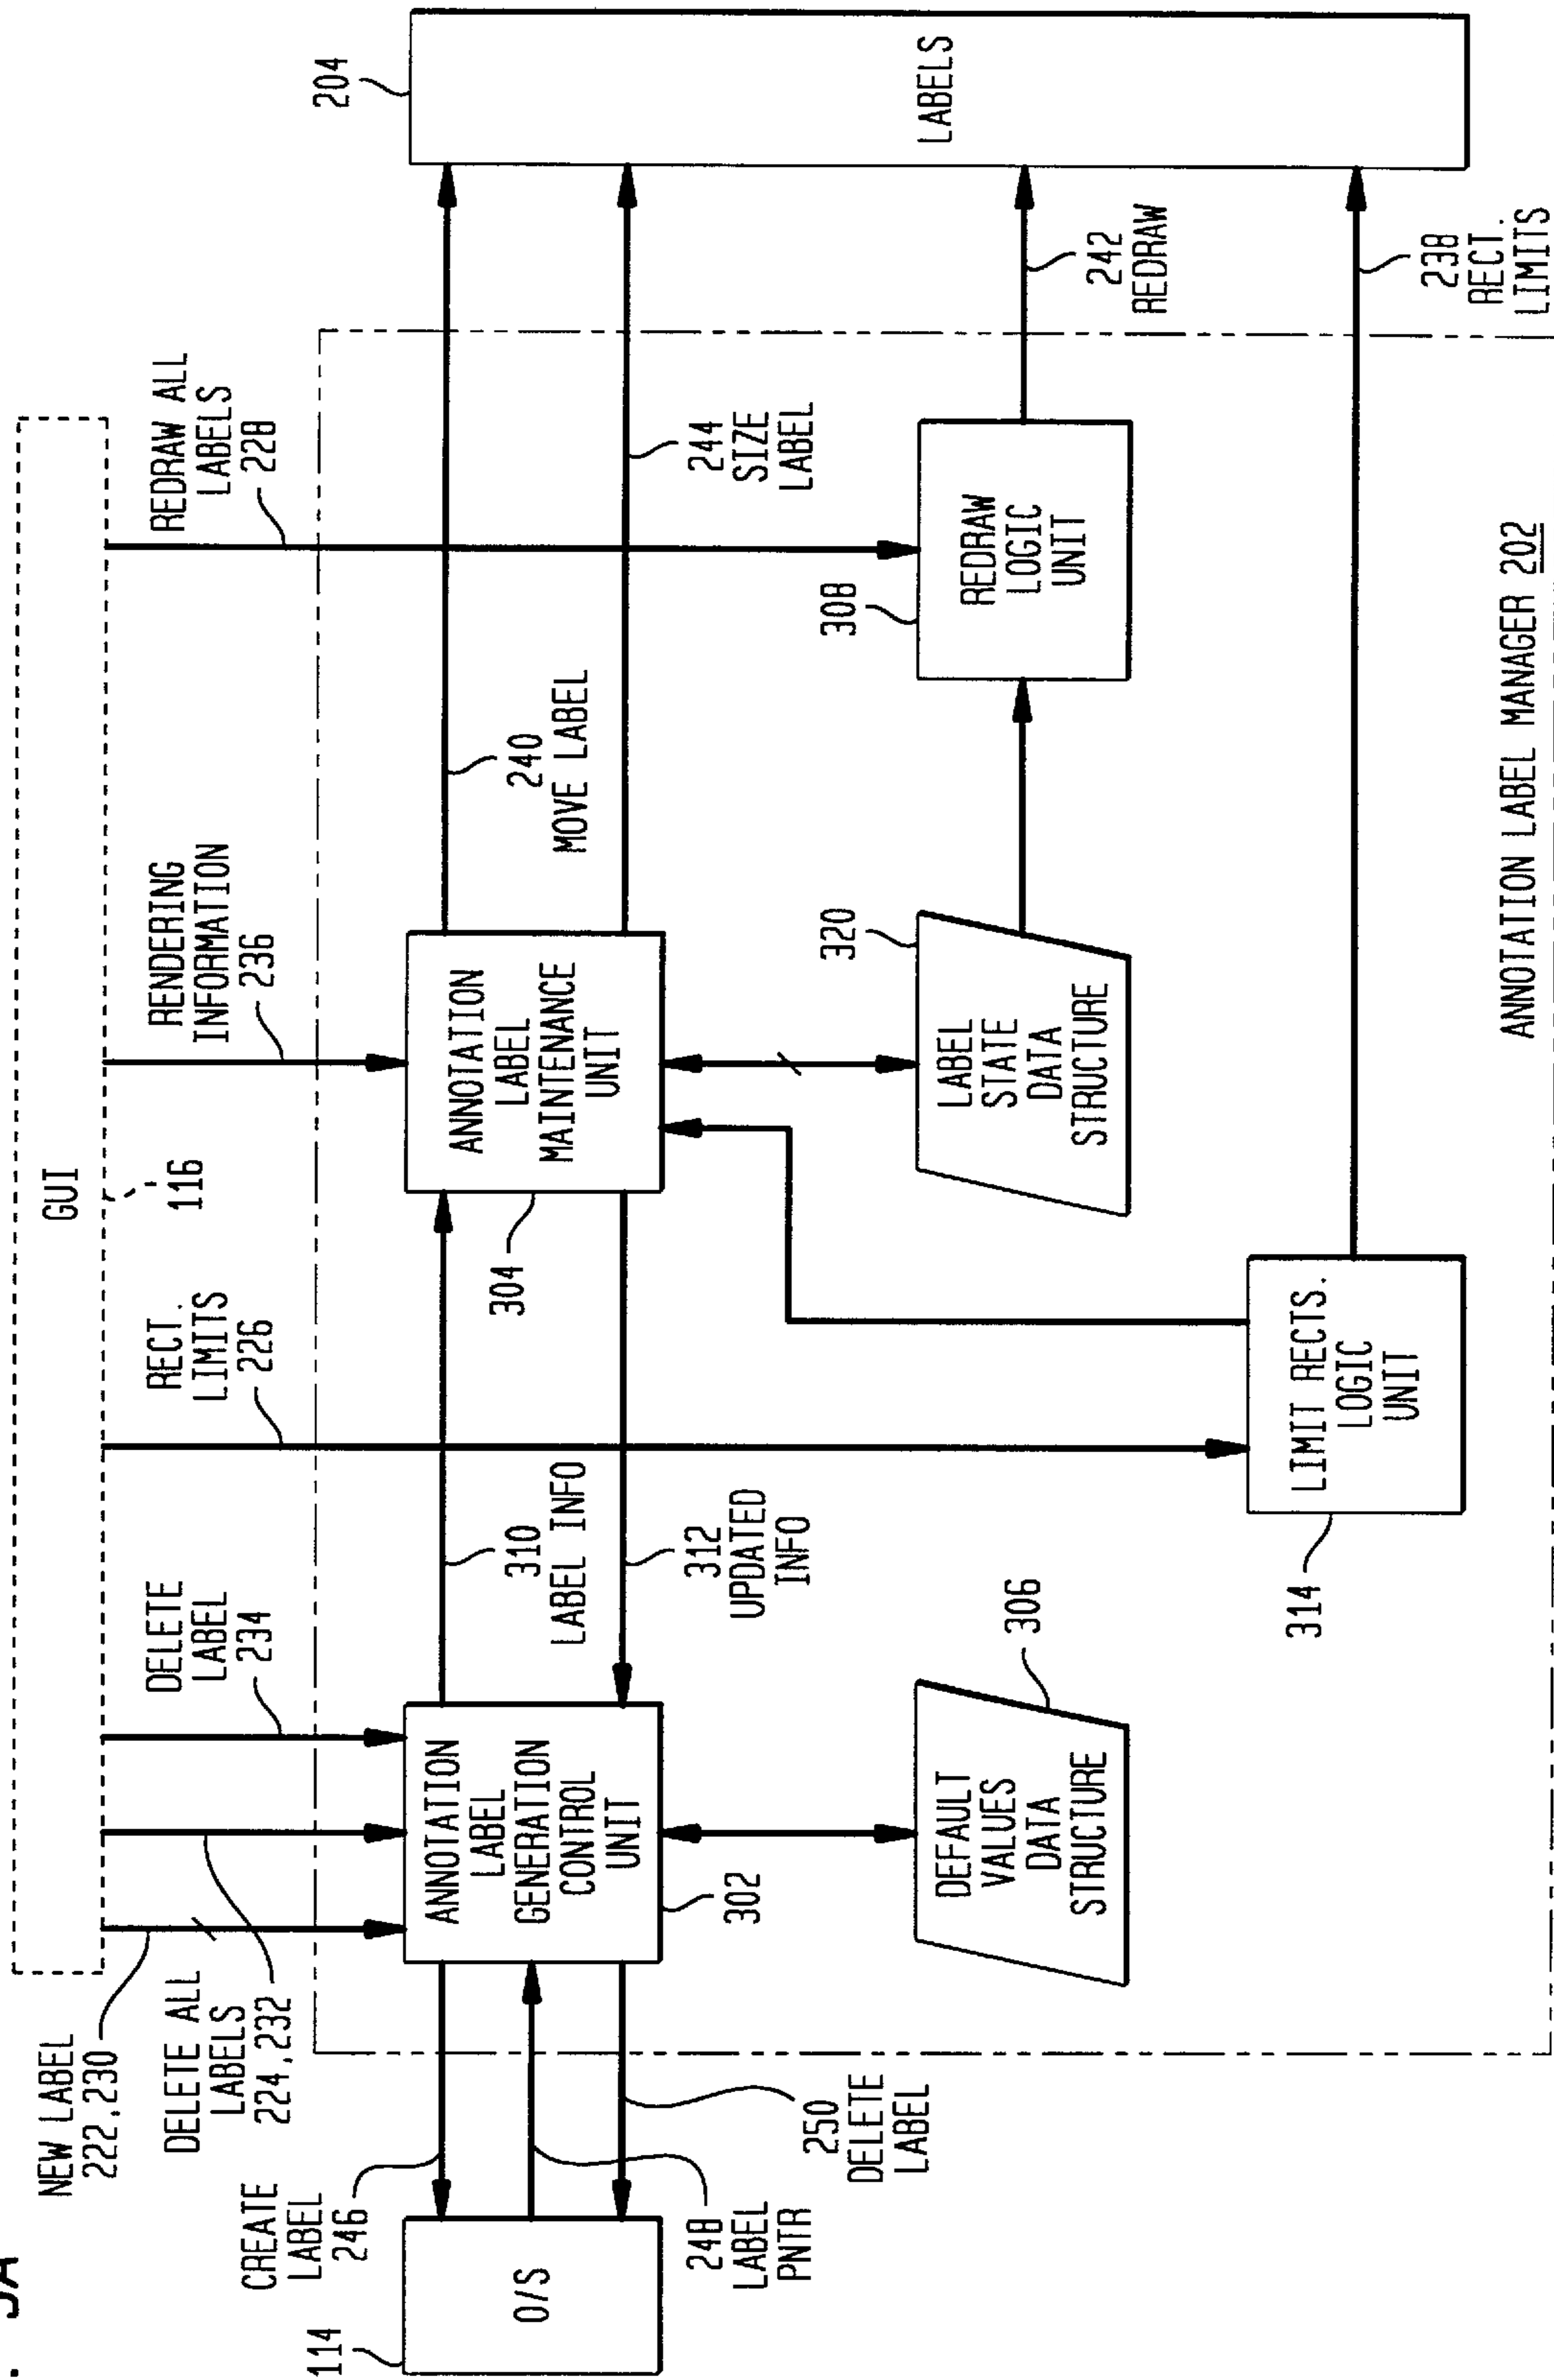 3A
GUI
116
NEW LABEL
222,230
DELETE ALL
LABELS
224,232
DELETE
LABEL
234
RECT.
LIMITS
226
RENDERING
INFORMATION
236
REDRAW ALL
LABELS
228
114
O/S
CREATE
LABEL
246
248
LABEL
PNTR
250
DELETE
LABEL
ANNOTATION
LABEL
GENERATION
CONTROL
UNIT
302
310
LABEL INFO
312
UPDATED
INFO
ANNOTATION
LABEL
MAINTENANCE
UNIT
304
240
MOVE LABEL
244
SIZE
LABEL
204
LABELS
DEFAULT
VALUES
DATA
STRUCTURE
306
LABEL
STATE
DATA
STRUCTURE
320
REDRAW
LOGIC
UNIT
308
242
REDRAW
LIMIT RECTS.
LOGIC
UNIT
314
238
RECT.
LIMITS
ANNOTATION LABEL MANAGER 202